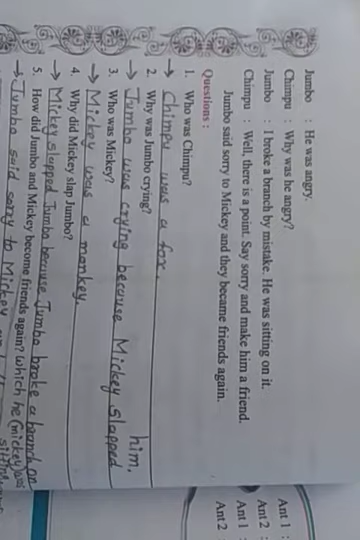 Jumbo : He was angry.
Chimpu : Why was he angry?
Jumbo : I broke a branch by mistake. He was sitting on it.
Chimpu : Well, there is a point. Say sorry and make him a friend.
Jumbo said sorry to Mickey and they became friends again.
Questions :
1. Who was Chimpu?
→ Chimpu was a fox.
2. Why was Jumbo crying?
→ Jumbo was crying because Mickey slapped him.
3. Who was Mickey?
→ Mickey was a monkey.
4. Why did Mickey slap Jumbo?
→ Mickey slapped Jumbo because Jumbo broke a branch on which he (mickey) was sitting
5. How did Jumbo and Mickey become friends again?
→ Jumbo said sorry to Mickey
Ant 1 :
Ant 2 :
Ant 1 :
Ant 2